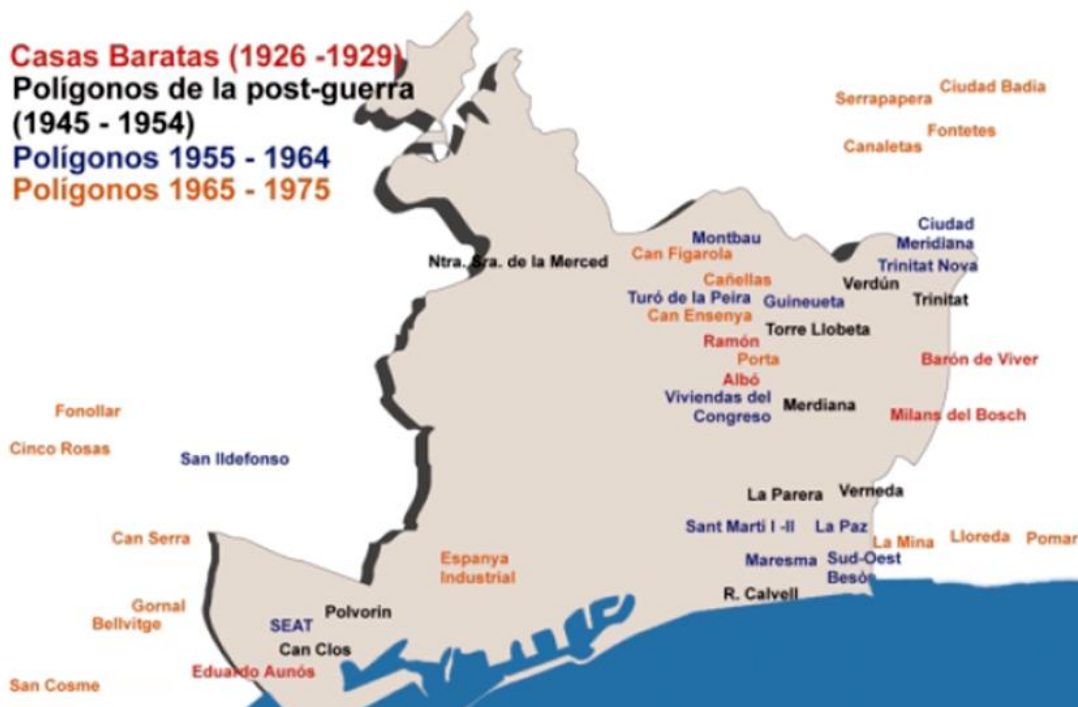 Casas Baratas (1926 -1929)
Polígonos de la post-guerra
(1945 - 1954)
Polígonos 1955 - 1964
Polígonos 1965 - 1975
Ciudad Badia
Serrapapera
Fontetes
Canaletas
Ciudad
Meridiana
Montbau
Can Figarola
Ntra. Sra. de la Merced
Trinitat Nova
Cañellas
Verdún
Turó de la Peira
Guineueta
Trinitat
Can Ensenya
Torre Llobeta
Ramón
Porta
Barón de Viver
Albó
Viviendas del
Congreso
Merdiana
Fonollar
Milans del Bosch
Cinco Rosas
San Ildefonso
La Parera
Verneda
Sant Martí I -II
La Paz
Can Serra
La Mina
Lloreda
Pomar
Espanya
Industrial
Maresma
Sud-Oest
Besòs
R. Calvell
Gornal
Bellvitge
Polvorin
SEAT
Can Clos
Eduardo Aunós
San Cosme